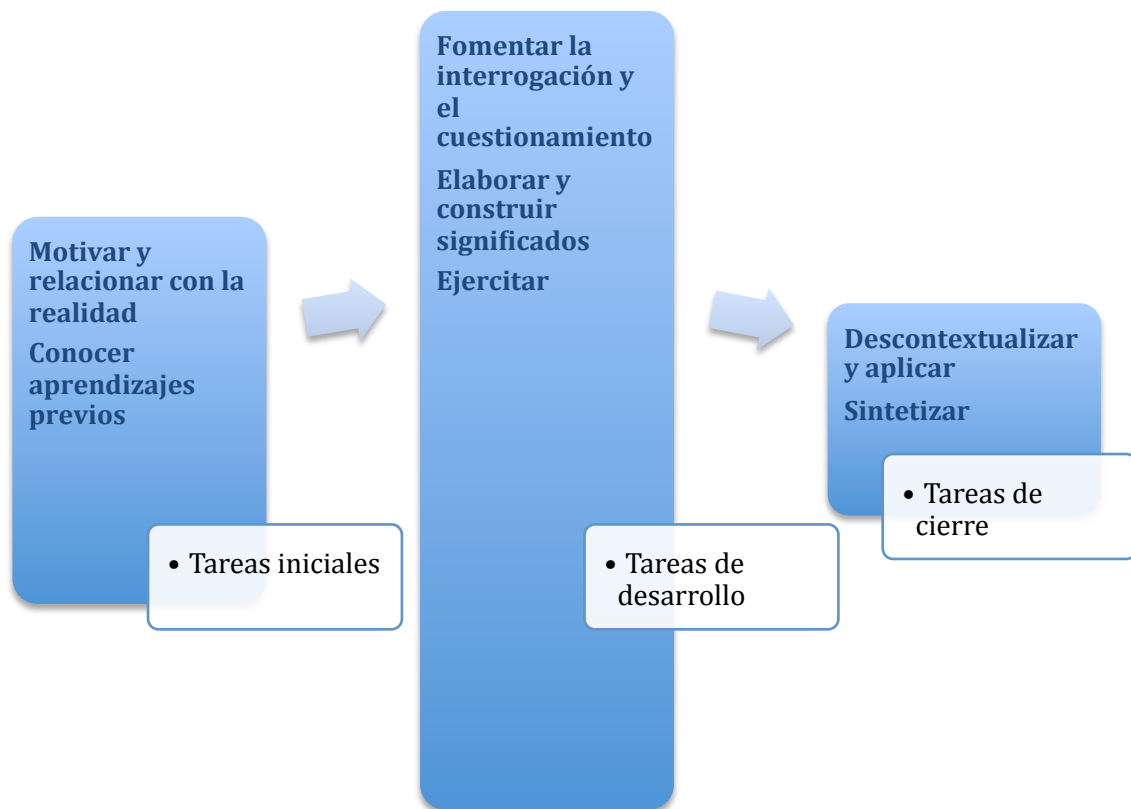 Motivar y
relacionar con la
realidad
Conocer
aprendizajes
previos
• Tareas iniciales
Fomentar la
interrogación y
el
cuestionamiento
Elaborar y
construir
significados
Ejercitar
• Tareas de
desarrollo
Descontextualizar
y aplicar
Sintetizar
• Tareas de
cierre